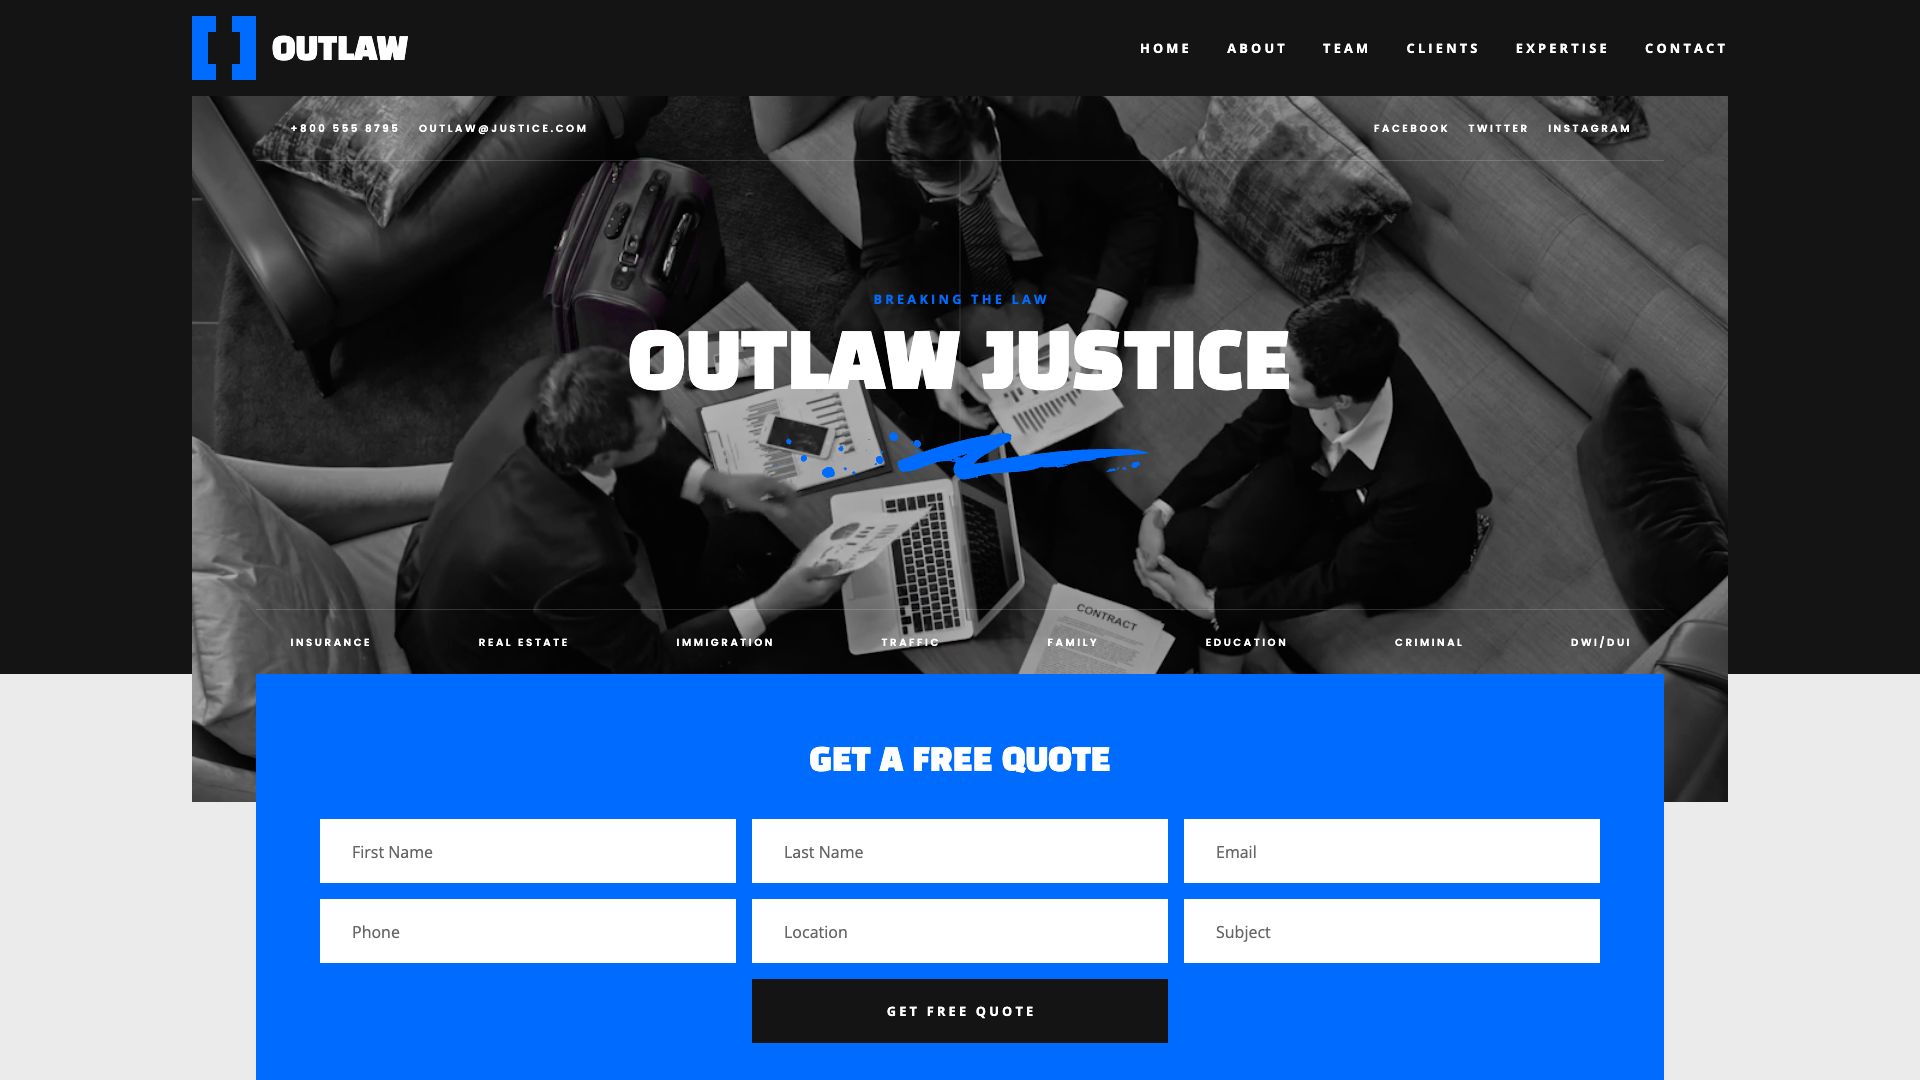 OUTLAW
HOME ABOUT TEAM CLIENTS EXPERTISE CONTACT
+800 555 8795 OUTLAW@JUSTICE.COM
FACEBOOK TWITTER INSTAGRAM
BREAKING THE LAW
OUTLAW JUSTICE
CONTRACT
INSURANCE REAL ESTATE IMMIGRATION TRAFFIC FAMILY EDUCATION CRIMINAL DWI/DUI
GET A FREE QUOTE
First Name Last Name Email
Phone Location Subject
GET FREE QUOTE